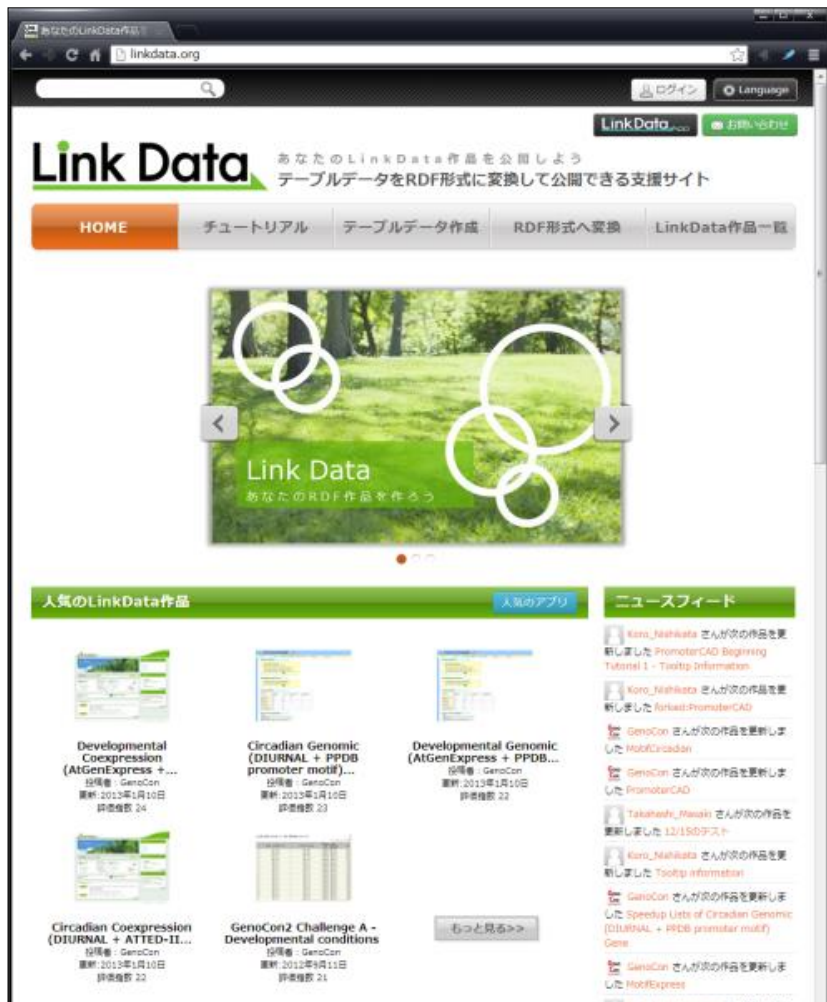 あなたのLinkData作品を
linkdata.org
ログイン
Language
LinkData
お問い合わせ
Link Data
あなたのLinkData作品を公開しよう
テーブルデータをRDF形式に変換して公開できる支援サイト
HOME
チュートリアル
テーブルデータ作成
RDF形式へ変換
LinkData作品一覧
Link Data
あなたのRDF作品を作ろう
人気のLinkData作品
人気のアプリ
Developmental
Coexpression
(AtGenExpress +...
投稿者 : GenoCon
更新:2013年1月10日
評価指数 24
Circadian Genomic
(DIURNAL + PPDB
promoter motif)...
投稿者 : GenoCon
更新:2013年1月10日
評価指数 23
Developmental Genomic
(AtGenExpress + PPDB...
投稿者 : GenoCon
更新:2013年1月10日
評価指数 22
Circadian Coexpression
(DIURNAL + ATTED-II...
投稿者 : GenoCon
更新:2013年1月10日
評価指数 22
GenoCon2 Challenge A -
Developmental conditions
投稿者 : GenoCon
更新:2012年9月11日
評価指数 21
もっと見る>>
ニュースフィード
Koro_Nishikata さんが次の作品を更
新しました PromoterCAD Beginning
Tutorial 1 - Tooltip Information
Koro_Nishikata さんが次の作品を更
新しました forked:PromoterCAD
GenoCon さんが次の作品を更新しま
した MotifCircadian
GenoCon さんが次の作品を更新しま
した PromoterCAD
Takahashi_Masaki さんが次の作品を
更新しました 12/15のテスト
Koro_Nishikata さんが次の作品を更
新しました Tooltip information
GenoCon さんが次の作品を更新しま
した Speedup Lists of Circadian Genomic
(DIURNAL + PPDB promoter motif)
Gene
GenoCon さんが次の作品を更新しま
した MotifExpress